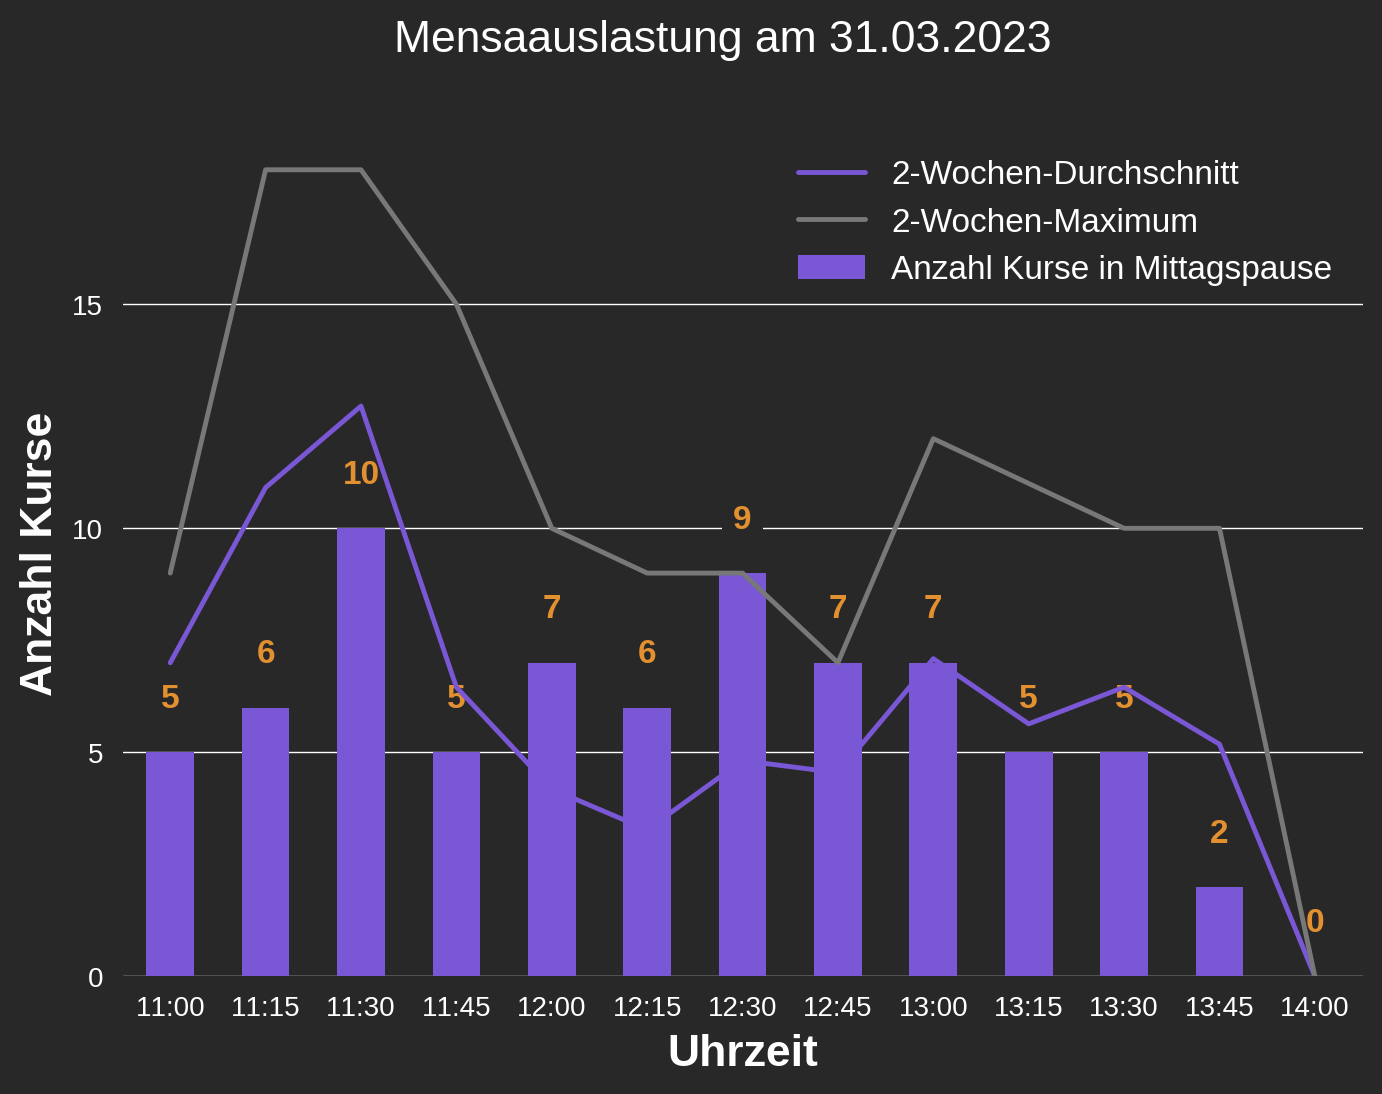 Mensaauslastung am 31.03.2023
2-Wochen-Durchschnitt
2-Wochen-Maximum
Anzahl Kurse in Mittagspause
Anzahl Kurse
15
10
5
0
5
6
10
5
7
6
9
7
7
5
5
2
0
11:00 11:15 11:30 11:45 12:00 12:15 12:30 12:45 13:00 13:15 13:30 13:45 14:00
Uhrzeit